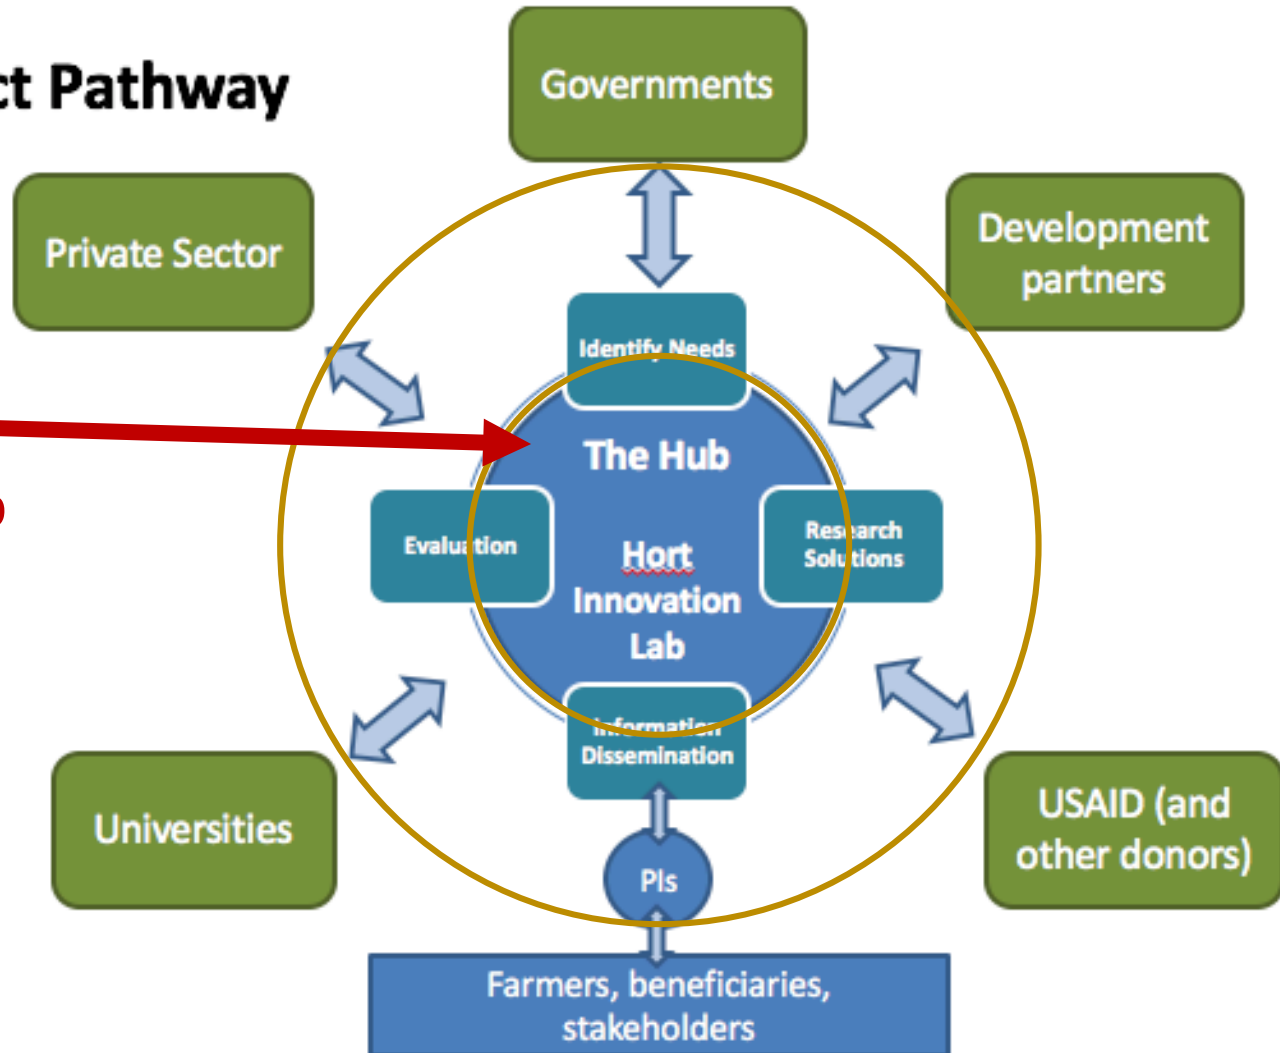 ct Pathway
Governments
Private Sector
Development
partners
Identify Needs
The Hub
Evaluation
Research
Solutions
Hort
Innovation
Lab
Information
Dissemination
Universities
USAID (and
other donors)
PIs
Farmers, beneficiaries,
stakeholders